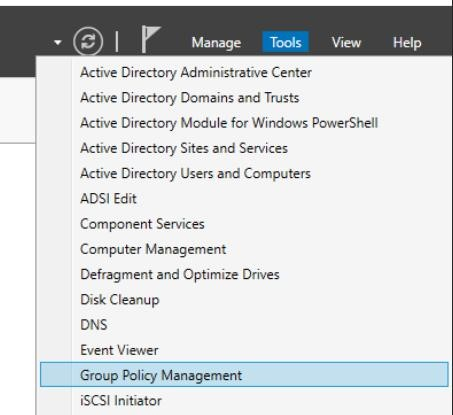 Manage Tools View Help
Active Directory Administrative Center
Active Directory Domains and Trusts
Active Directory Module for Windows PowerShell
Active Directory Sites and Services
Active Directory Users and Computers
ADSI Edit
Component Services
Computer Management
Defragment and Optimize Drives
Disk Cleanup
DNS
Event Viewer
Group Policy Management
iSCSI Initiator